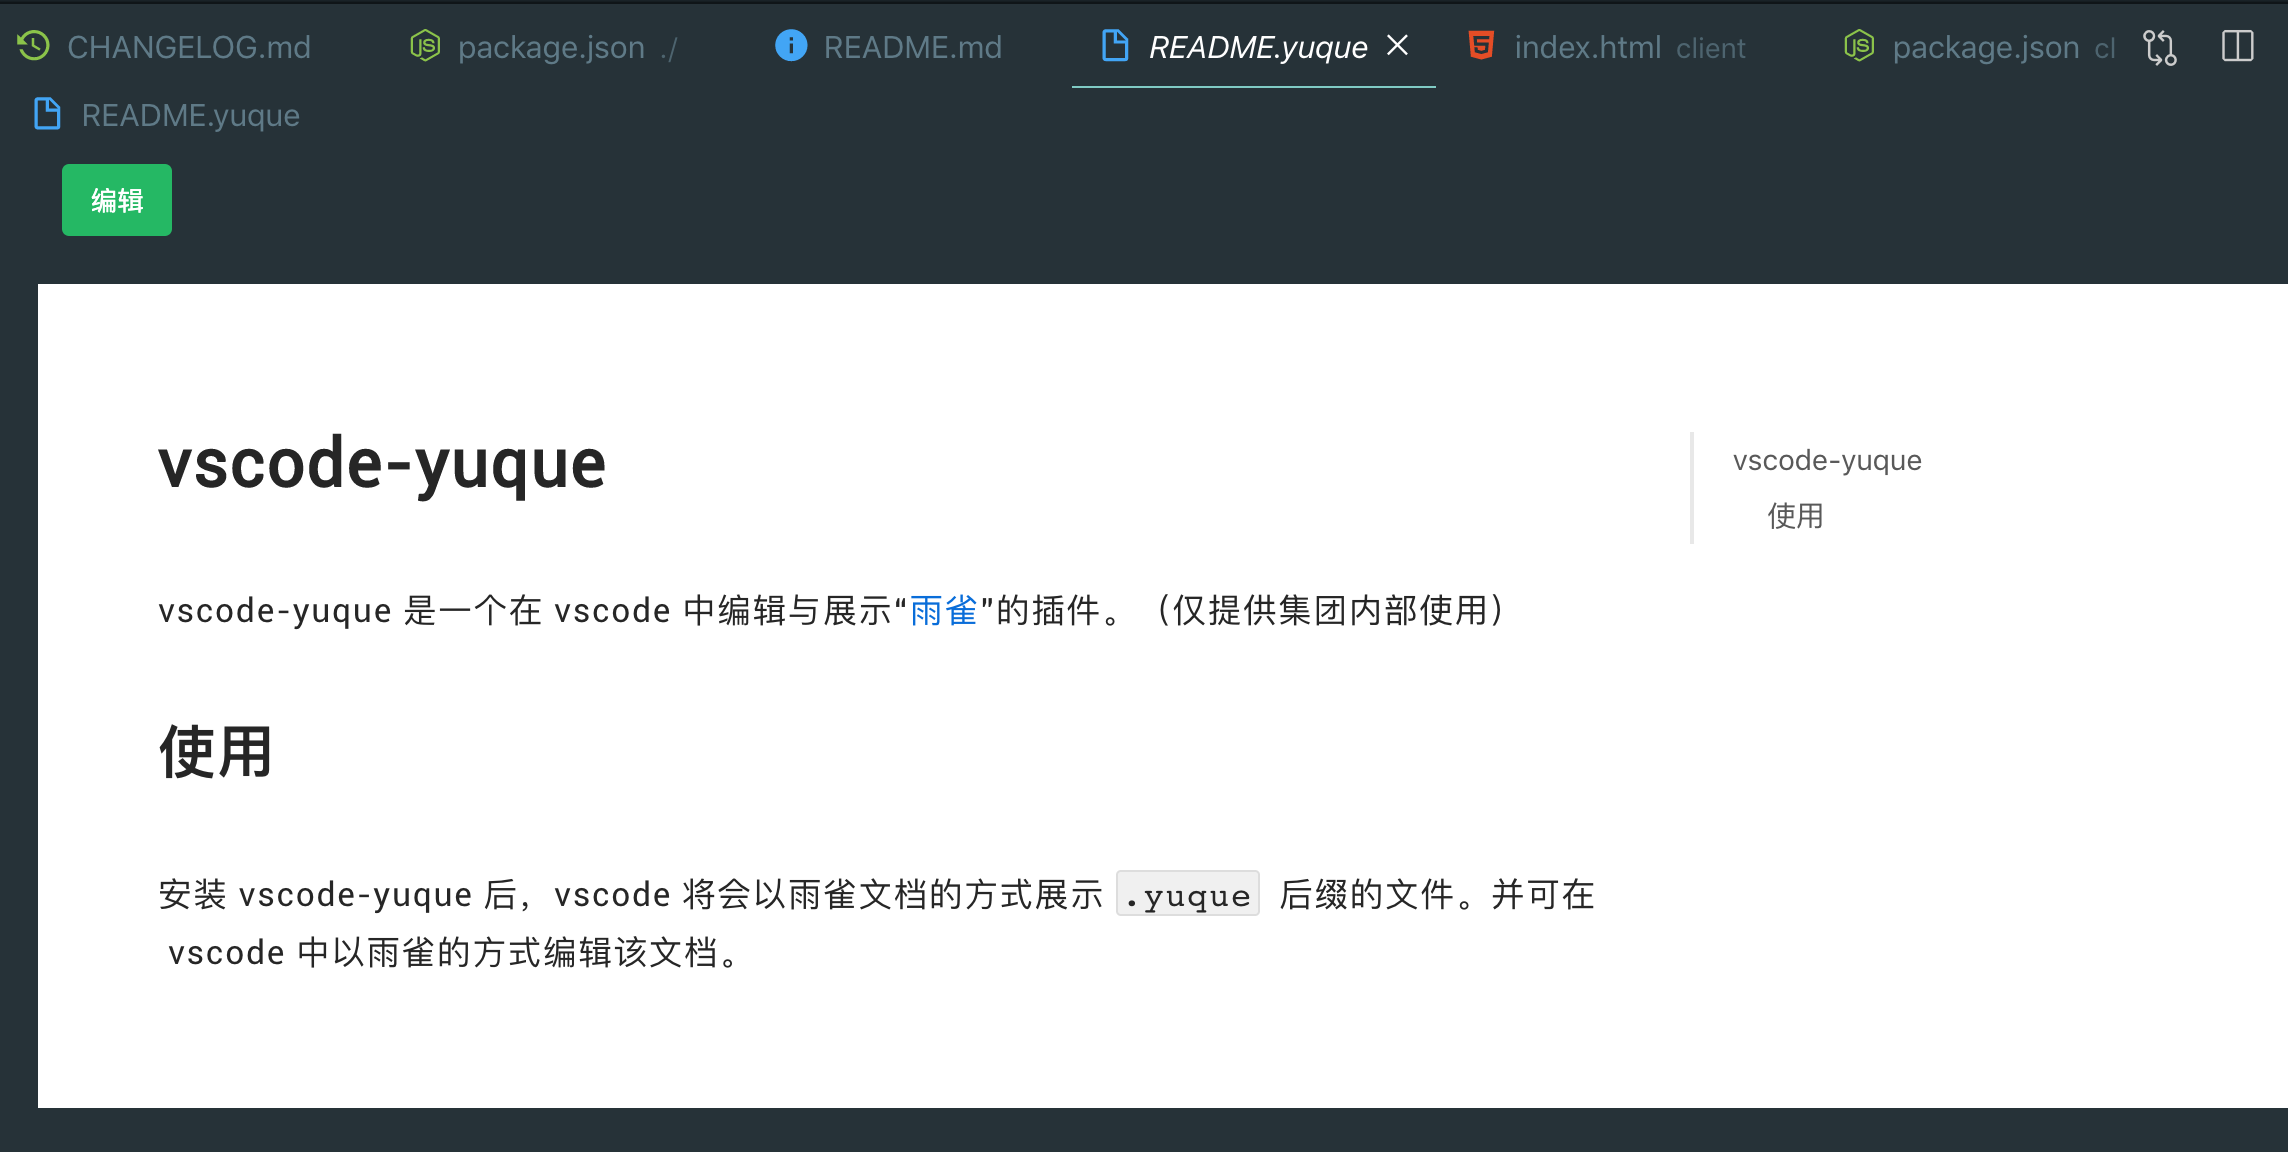 CHANGELOG.md package.json ./ README.md README.yuque index.html client package.json cl
README.yuque
编辑
vscode-yuque
vscode-yuque 是一个在 vscode 中编辑与展示“雨雀”的插件。（仅提供集团内部使用）
使用
安装 vscode-yuque 后，vscode 将会以雨雀文档的方式展示 .yuque 后缀的文件。并可在
vscode 中以雨雀的方式编辑该文档。
vscode-yuque
使用